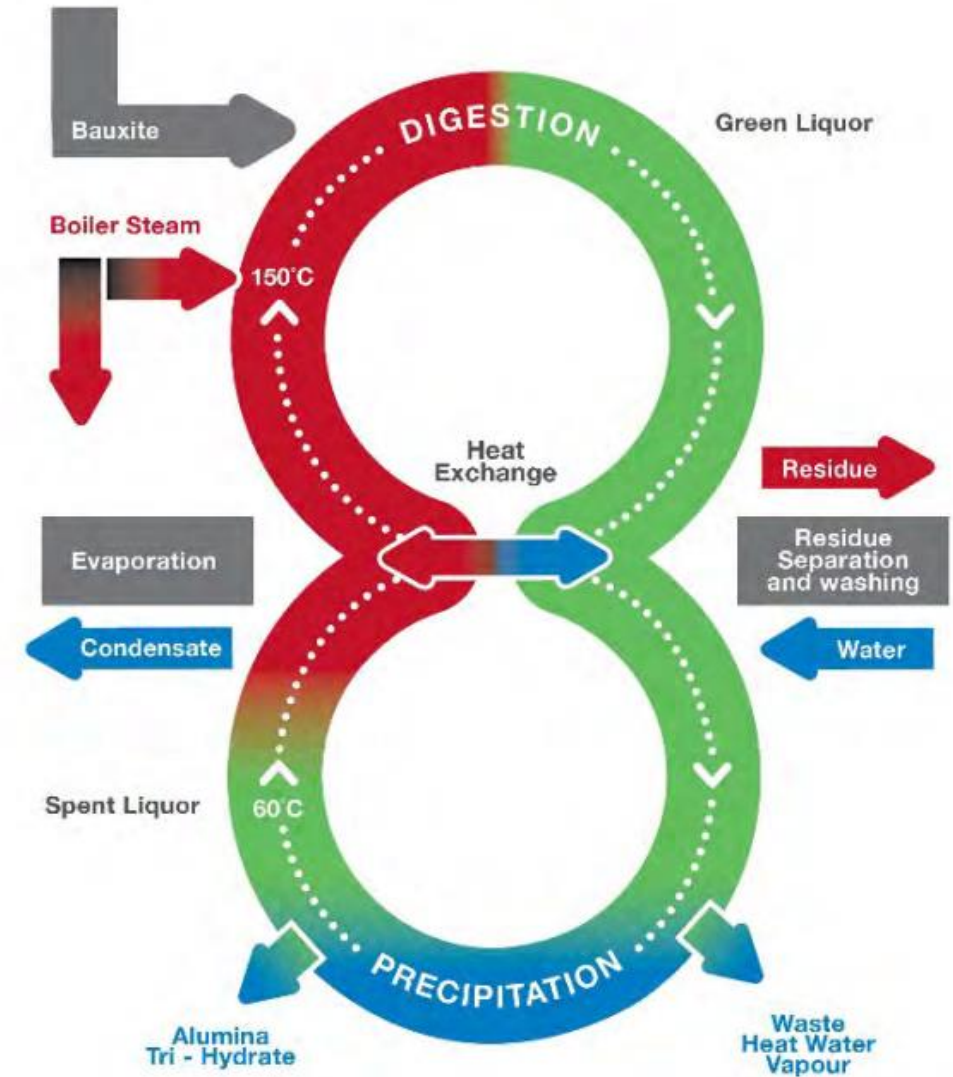 Bauxite
DIGESTION
Green Liquor
Boiler Steam
150°C
Heat
Exchange
Residue
Evaporation
Residue
Separation
and washing
Condensate
Water
Spent Liquor
60°C
PRECIPITATION
Alumina
Tri - Hydrate
Waste
Heat Water
Vapour